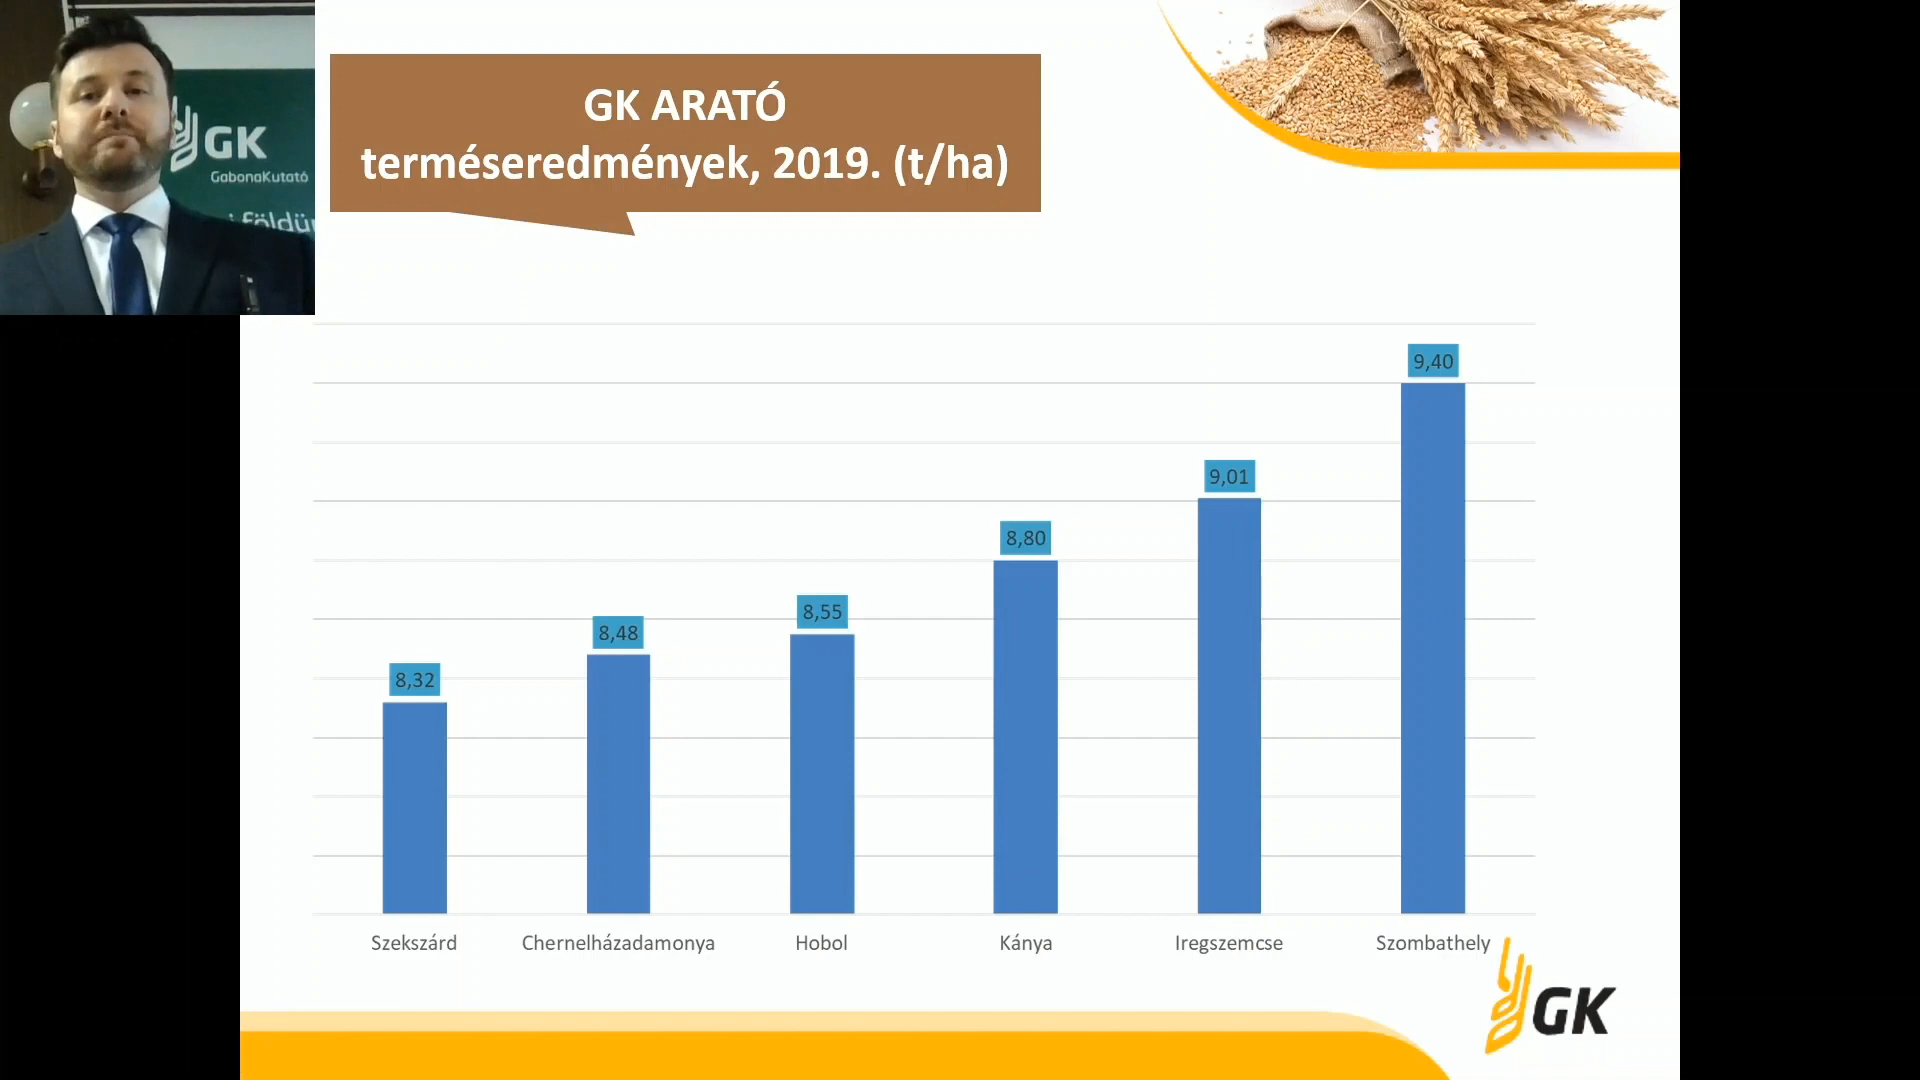 GK
GabonaKutató
GK ARATÓ
terméseredmények, 2019. (t/ha)
8,32
8,48
8,55
8,80
9,01
9,40
Szekszárd
Chernelházadamonya
Hobol
Kánya
Iregszemcse
Szombathely
GK